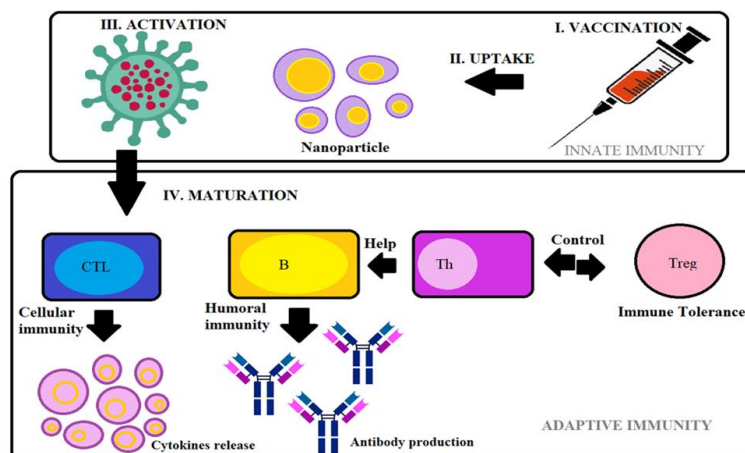 III. ACTIVATION
I. VACCINATION
II. UPTAKE
Nanoparticle
INNATE IMMUNITY
IV. MATURATION
CTL
B
Help
Th
Control
Treg
Cellular
immunity
Humoral
immunity
Immune Tolerance
Cytokines release
Antibody production
ADAPTIVE IMMUNITY